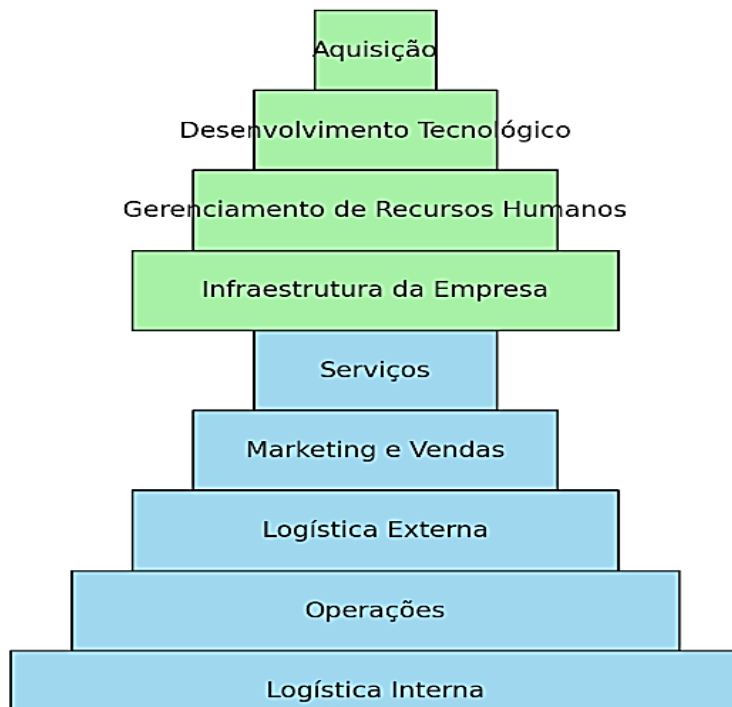 Aquisição
Desenvolvimento Tecnológico
Gerenciamento de Recursos Humanos
Infraestrutura da Empresa
Serviços
Marketing e Vendas
Logística Externa
Operações
Logística Interna